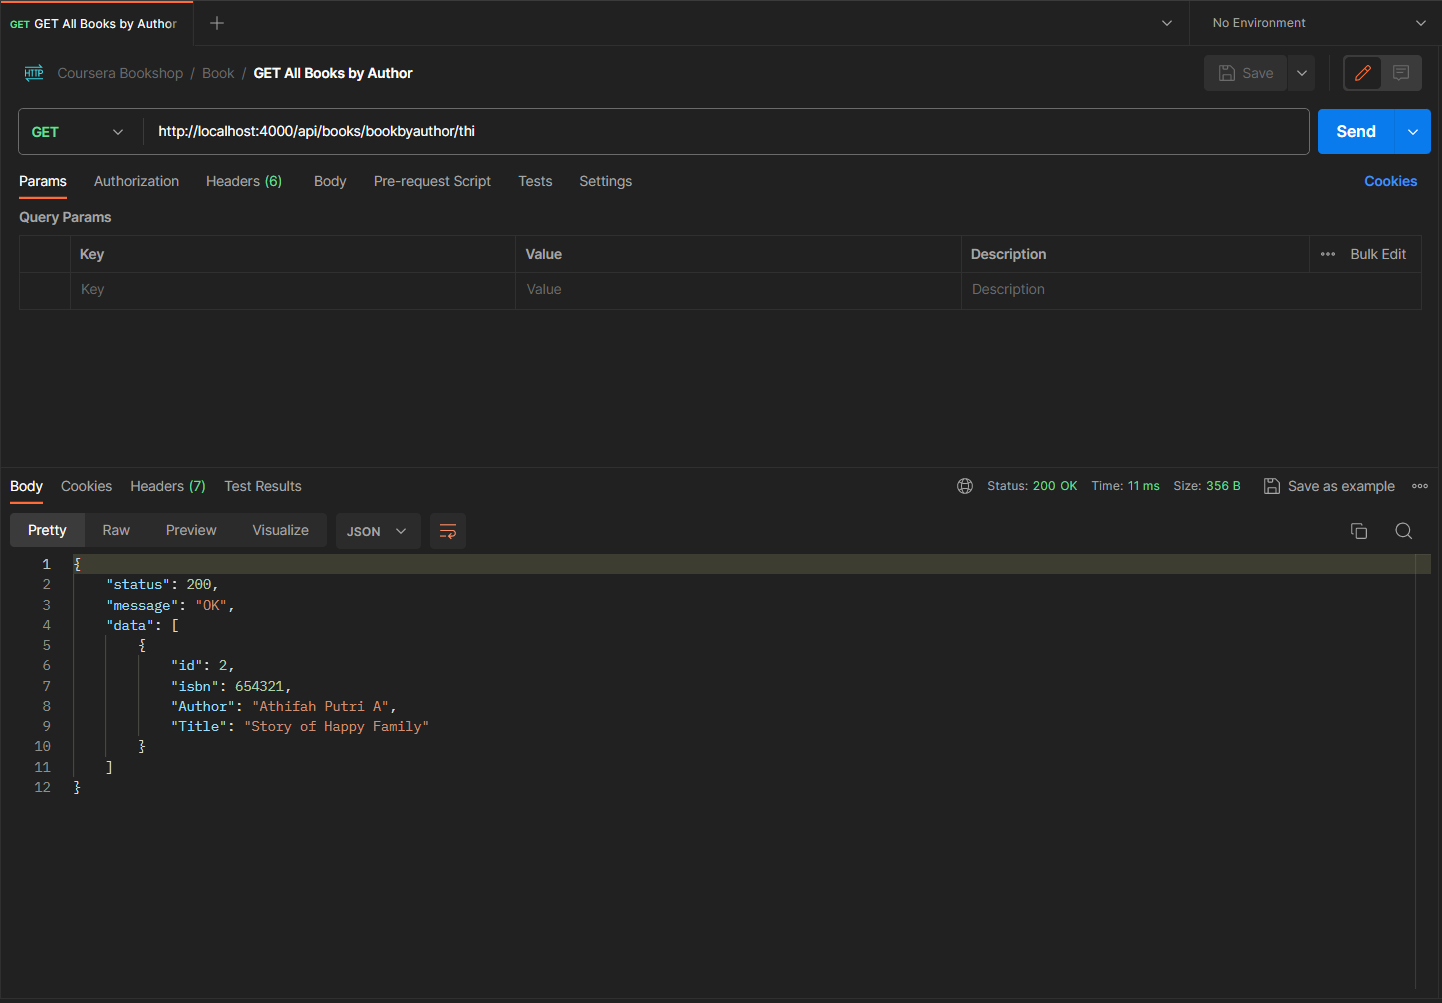 GET GET All Books by Author
No Environment
HTTP Coursera Bookshop / Book / GET All Books by Author
Save
GET http://localhost:4000/api/books/bookbyauthor/thi
Send
Params Authorization Headers (6) Body Pre-request Script Tests Settings Cookies
Query Params
Key Value Description Bulk Edit
Key Value Description
Body Cookies Headers (7) Test Results Status: 200 OK Time: 11 ms Size: 356 B Save as example
Pretty Raw Preview Visualize JSON
1 {
2 "status": 200,
3 "message": "OK",
4 "data": [
5 {
6 "id": 2,
7 "isbn": 654321,
8 "Author": "Athifah Putri A",
9 "Title": "Story of Happy Family"
10 }
11 ]
12 }